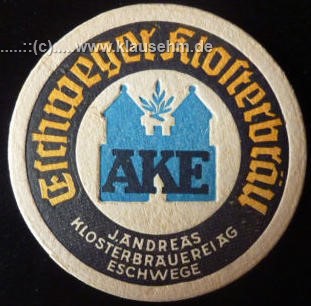 .....::(c).....www.klausehm.de
Eschweger Klosterbräu
AKE
J. ANDREAS
KLOSTERBRAUEREI AG
ESCHWEGE